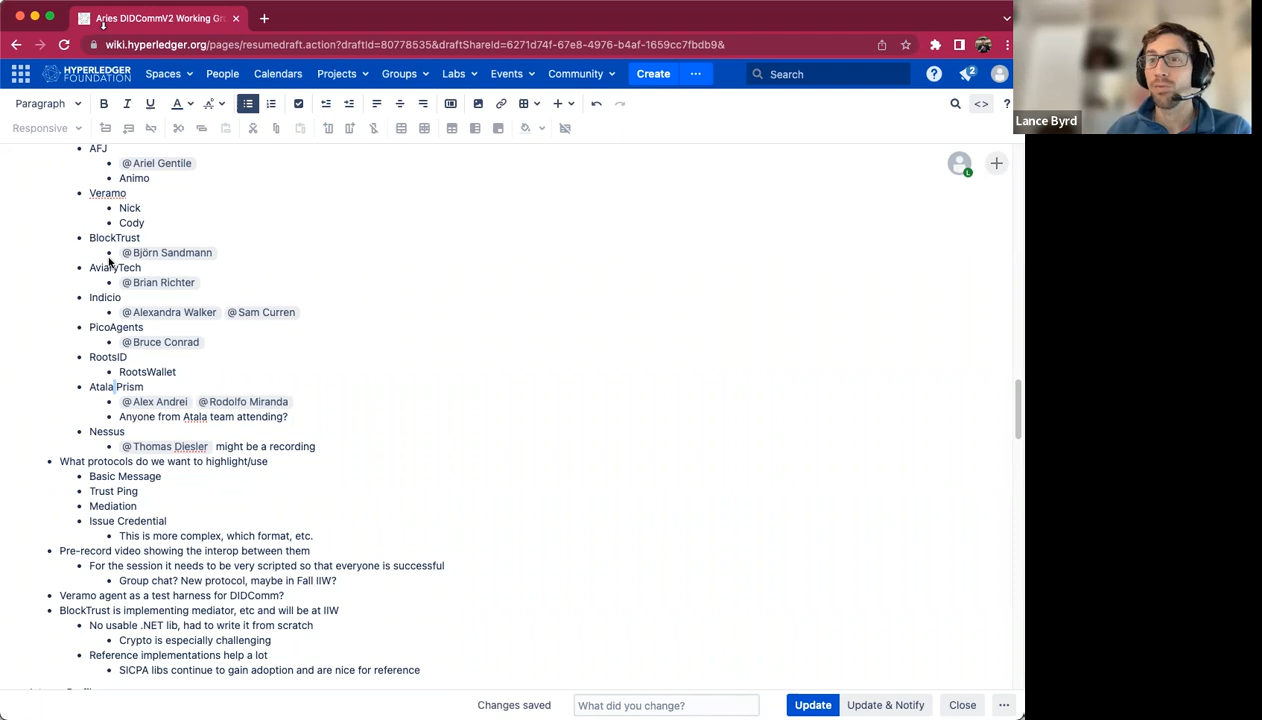 Aries DIDCommV2 Working Gr
wiki.hyperledger.org/pages/resumedraft.action?draftId=80778535&draftShareId=6271d74f-67e8-4976-b4af-1659cc7fbdb9&
HYPERLEDGER FOUNDATION
Spaces People Calendars Projects Groups Labs Events Community Create ... Search 2
Paragraph B I U A <> ?
Responsive
Lance Byrd
AFJ
@Ariel Gentile
Animo
Veramo
Nick
Cody
BlockTrust
@Björn Sandmann
AviaryTech
@Brian Richter
Indicio
@Alexandra Walker @Sam Curren
PicoAgents
@Bruce Conrad
RootsID
RootsWallet
Atala Prism
@Alex Andrei @Rodolfo Miranda
Anyone from Atala team attending?
Nessus
@Thomas Diesler might be a recording
What protocols do we want to highlight/use
Basic Message
Trust Ping
Mediation
Issue Credential
This is more complex, which format, etc.
Pre-record video showing the interop between them
For the session it needs to be very scripted so that everyone is successful
Group chat? New protocol, maybe in Fall IIW?
Veramo agent as a test harness for DIDComm?
BlockTrust is implementing mediator, etc and will be at IIW
No usable .NET lib, had to write it from scratch
Crypto is especially challenging
Reference implementations help a lot
SICPA libs continue to gain adoption and are nice for reference
Changes saved What did you change? Update Update & Notify Close ...